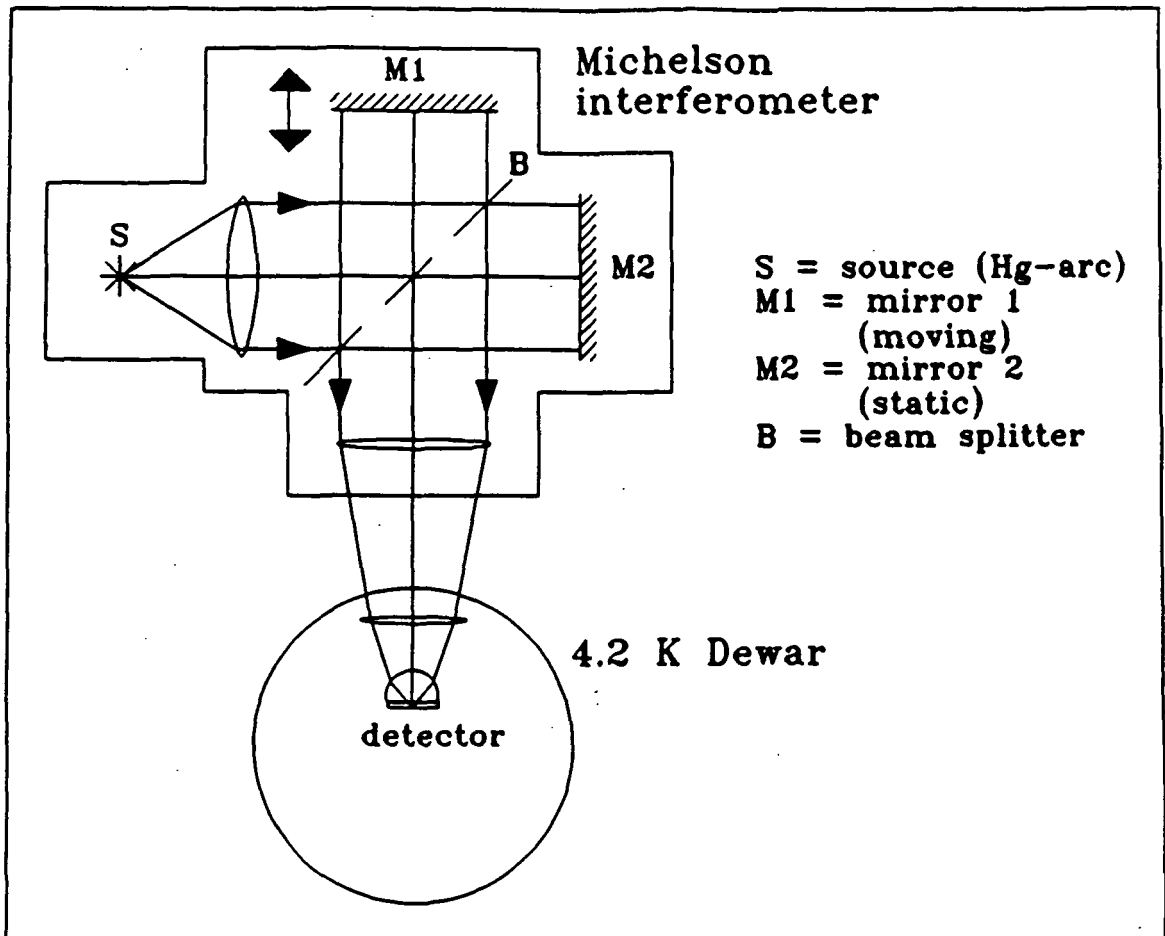 M1
Michelson
interferometer
B
S
M2
S = source (Hg-arc)
M1 = mirror 1
(moving)
M2 = mirror 2
(static)
B = beam splitter
4.2 K Dewar
detector